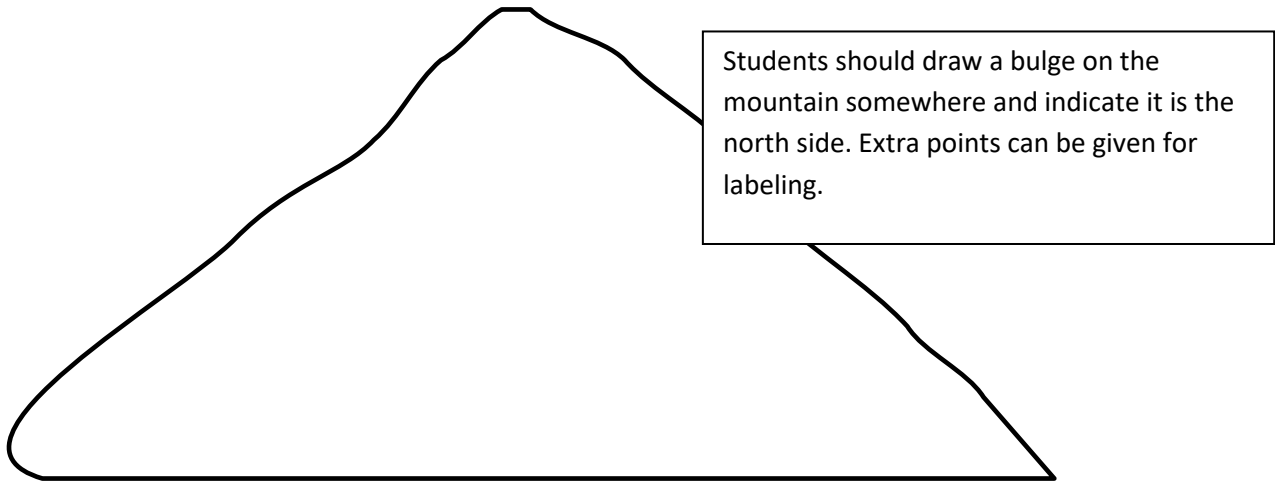 Students should draw a bulge on the
mountain somewhere and indicate it is the
north side. Extra points can be given for
labeling.